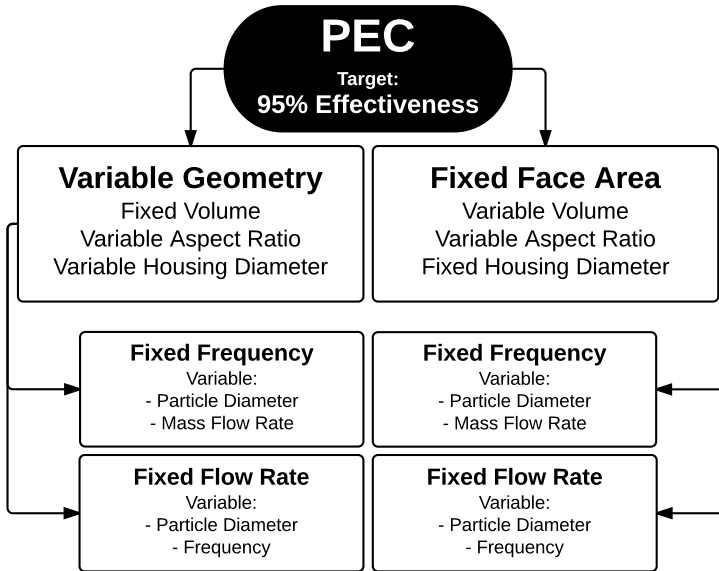 PEC
Target:
95% Effectiveness
Variable Geometry
Fixed Volume
Variable Aspect Ratio
Variable Housing Diameter
Fixed Face Area
Variable Volume
Variable Aspect Ratio
Fixed Housing Diameter
Fixed Frequency
Variable:
- Particle Diameter
- Mass Flow Rate
Fixed Frequency
Variable:
- Particle Diameter
- Mass Flow Rate
Fixed Flow Rate
Variable:
- Particle Diameter
- Frequency
Fixed Flow Rate
Variable:
- Particle Diameter
- Frequency